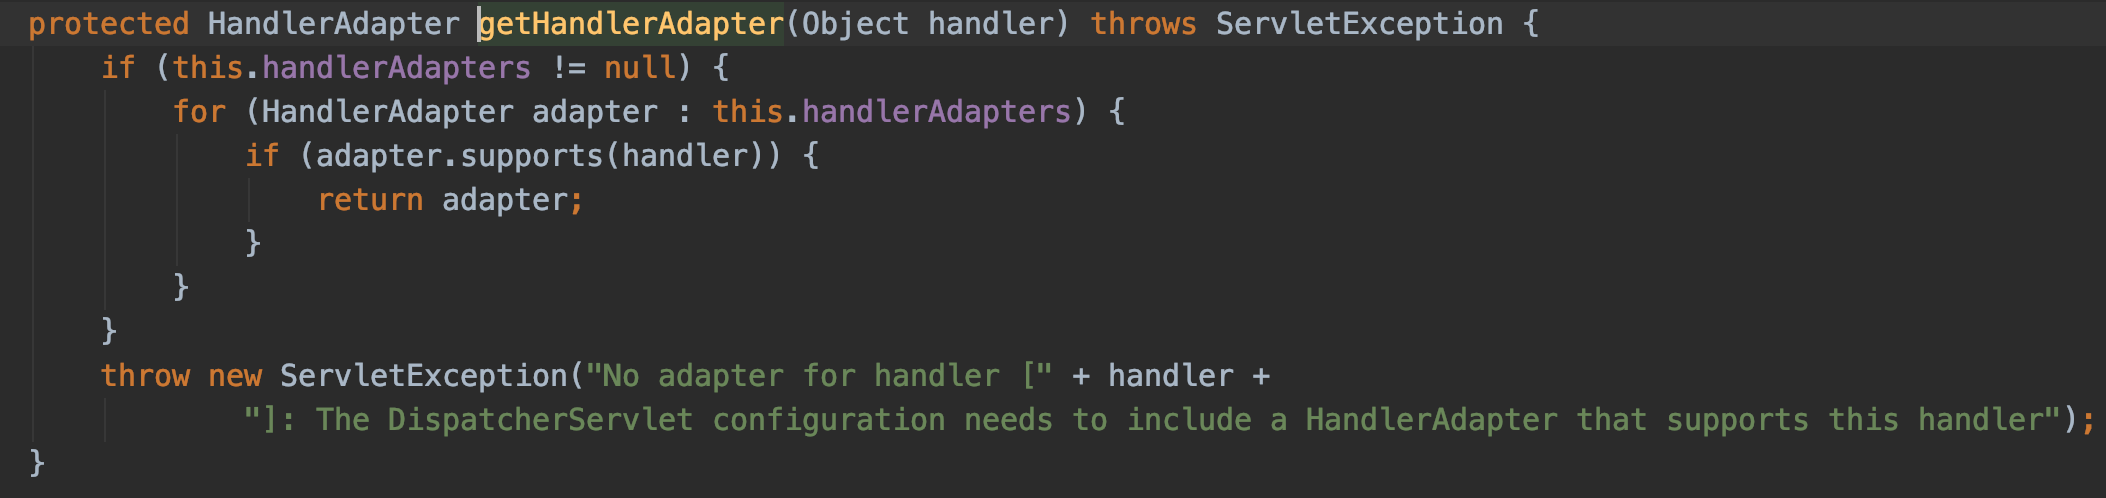 protected HandlerAdapter getHandlerAdapter(Object handler) throws ServletException {
    if (this.handlerAdapters != null) {
        for (HandlerAdapter adapter : this.handlerAdapters) {
            if (adapter.supports(handler)) {
                return adapter;
            }
        }
    }
    throw new ServletException("No adapter for handler [" + handler +
            "]: The DispatcherServlet configuration needs to include a HandlerAdapter that supports this handler");
}